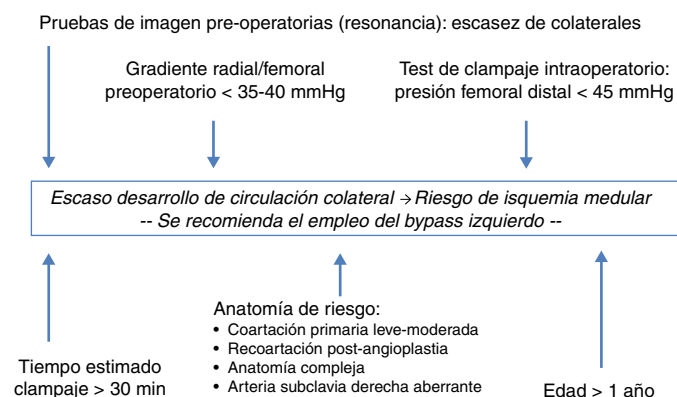 Pruebas de imagen pre-operatorias (resonancia): escasez de colaterales
Gradiente radial/femoral
preoperatorio < 35-40 mmHg
Test de clampaje intraoperatorio:
presión femoral distal < 45 mmHg
Escaso desarrollo de circulación colateral → Riesgo de isquemia medular
-- Se recomienda el empleo del bypass izquierdo --
Tiempo estimado
clampaje > 30 min
Anatomía de riesgo:
• Coartación primaria leve-moderada
• Recoartación post-angioplastia
• Anatomía compleja
• Arteria subclavia derecha aberrante
Edad > 1 año